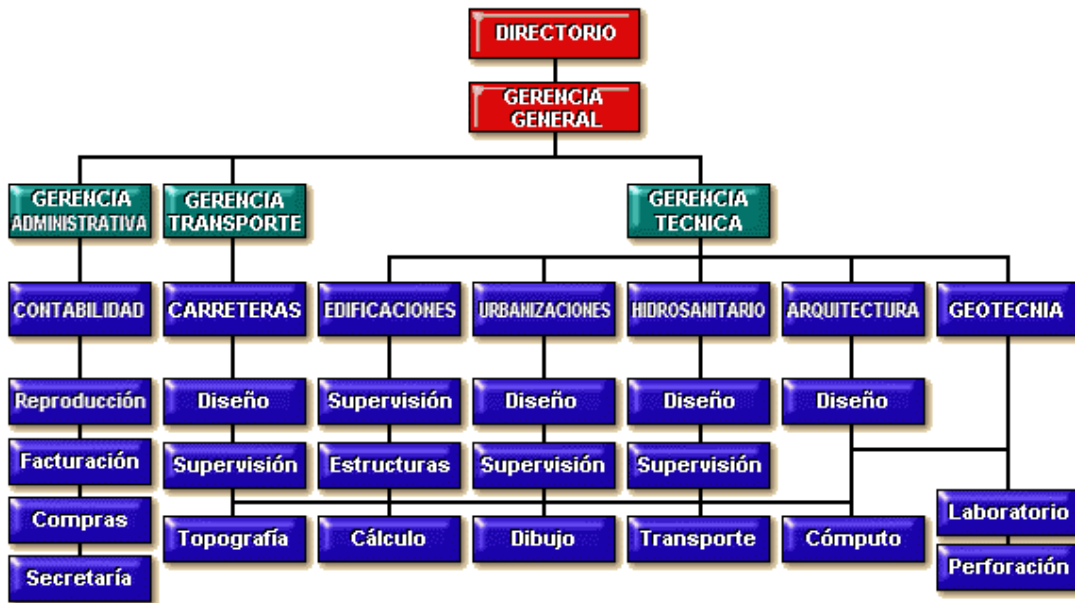 DIRECTORIO
GERENCIA
GENERAL
GERENCIA
ADMINISTRATIVA
GERENCIA
TRANSPORTE
GERENCIA
TECNICA
CONTABILIDAD
CARRETERAS
EDIFICACIONES
URBANIZACIONES
HIDROSANITARIO
ARQUITECTURA
GEOTECNIA
Reproducción
Diseño
Supervisión
Diseño
Diseño
Diseño
Facturación
Supervisión
Estructuras
Supervisión
Supervisión
Compras
Topografía
Cálculo
Dibujo
Transporte
Cómputo
Laboratorio
Secretaría
Perforación